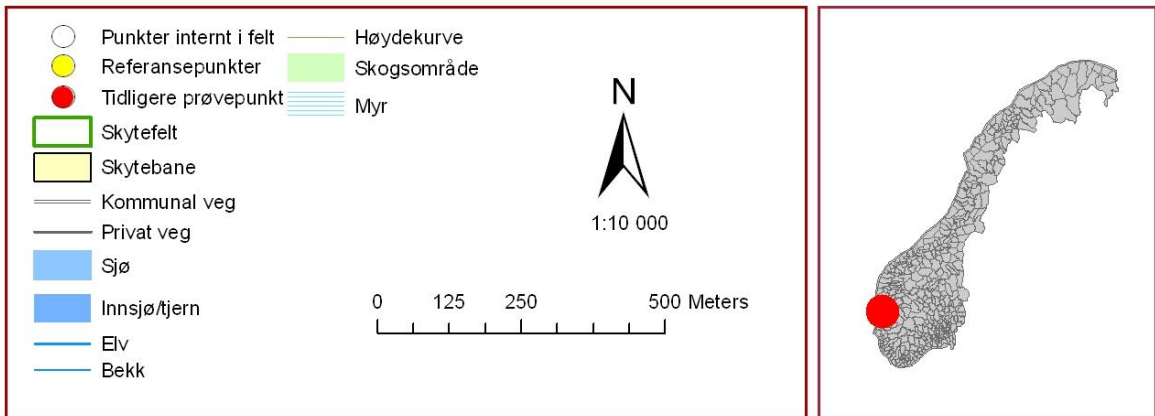 Punkter internt i felt
Referansepunkter
Tidligere prøvepunkt
Skytefelt
Skytebane
Kommunal veg
Privat veg
Sjø
Innsjø/tjern
Elv
Bekk
Høydekurve
Skogsområde
Myr
N
1:10 000
0 125 250 500 Meters